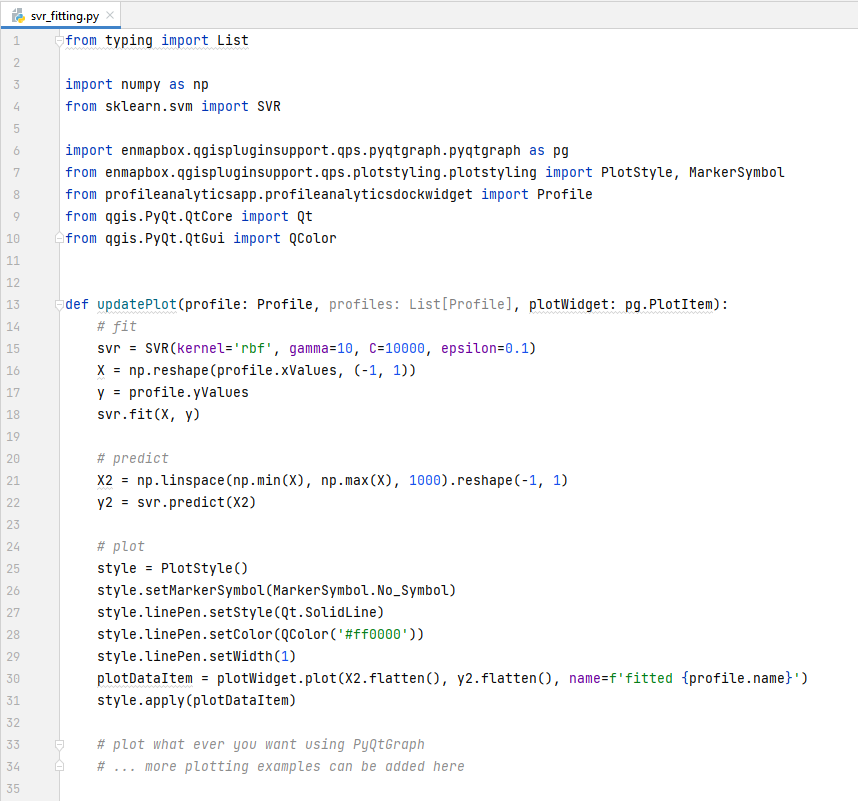 svr_fitting.py
1 from typing import List
2
3 import numpy as np
4 from sklearn.svm import SVR
5
6 import enmapbox.qgispluginsupport.qps.pyqtgraph.pyqtgraph as pg
7 from enmapbox.qgispluginsupport.qps.plotstyling.plotstyling import PlotStyle, MarkerSymbol
8 from profileanalyticsapp.profileanalyticsdockwidget import Profile
9 from qgis.PyQt.QtCore import Qt
10 from qgis.PyQt.QtGui import QColor
11
12
13 def updatePlot(profile: Profile, profiles: List[Profile], plotWidget: pg.PlotItem):
14     # fit
15     svr = SVR(kernel='rbf', gamma=10, C=10000, epsilon=0.1)
16     X = np.reshape(profile.xValues, (-1, 1))
17     y = profile.yValues
18     svr.fit(X, y)
19
20     # predict
21     X2 = np.linspace(np.min(X), np.max(X), 1000).reshape(-1, 1)
22     y2 = svr.predict(X2)
23
24     # plot
25     style = PlotStyle()
26     style.setMarkerSymbol(MarkerSymbol.No_Symbol)
27     style.linePen.setStyle(Qt.SolidLine)
28     style.linePen.setColor(QColor('#ff0000'))
29     style.linePen.setWidth(1)
30     plotDataItem = plotWidget.plot(X2.flatten(), y2.flatten(), name=f'fitted {profile.name}')
31     style.apply(plotDataItem)
32
33     # plot what ever you want using PyQtGraph
34     # ... more plotting examples can be added here
35